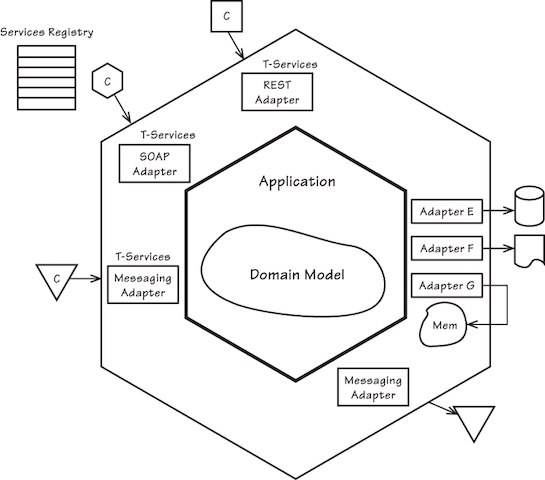 C
Services Registry
T-Services
REST
Adapter
C
T-Services
SOAP
Adapter
Application
Adapter E
Adapter F
T-Services
Messaging
Adapter
C
Domain Model
Adapter G
Mem
Messaging
Adapter